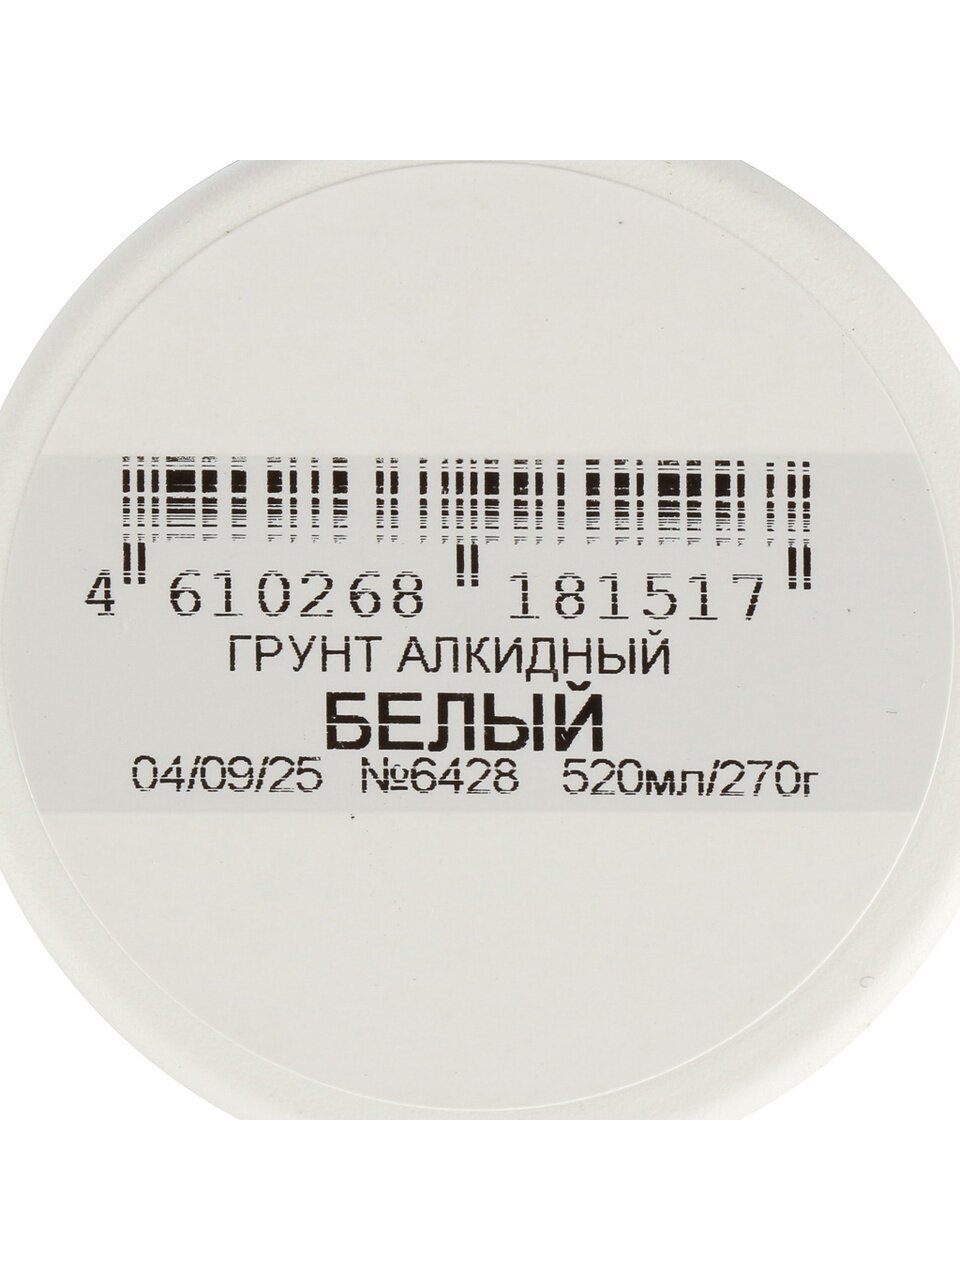 4 610268 181517
ГРУНТ АЛКИДНЫЙ
БЕЛЫЙ
04/09/25 №6428 520мл/270г